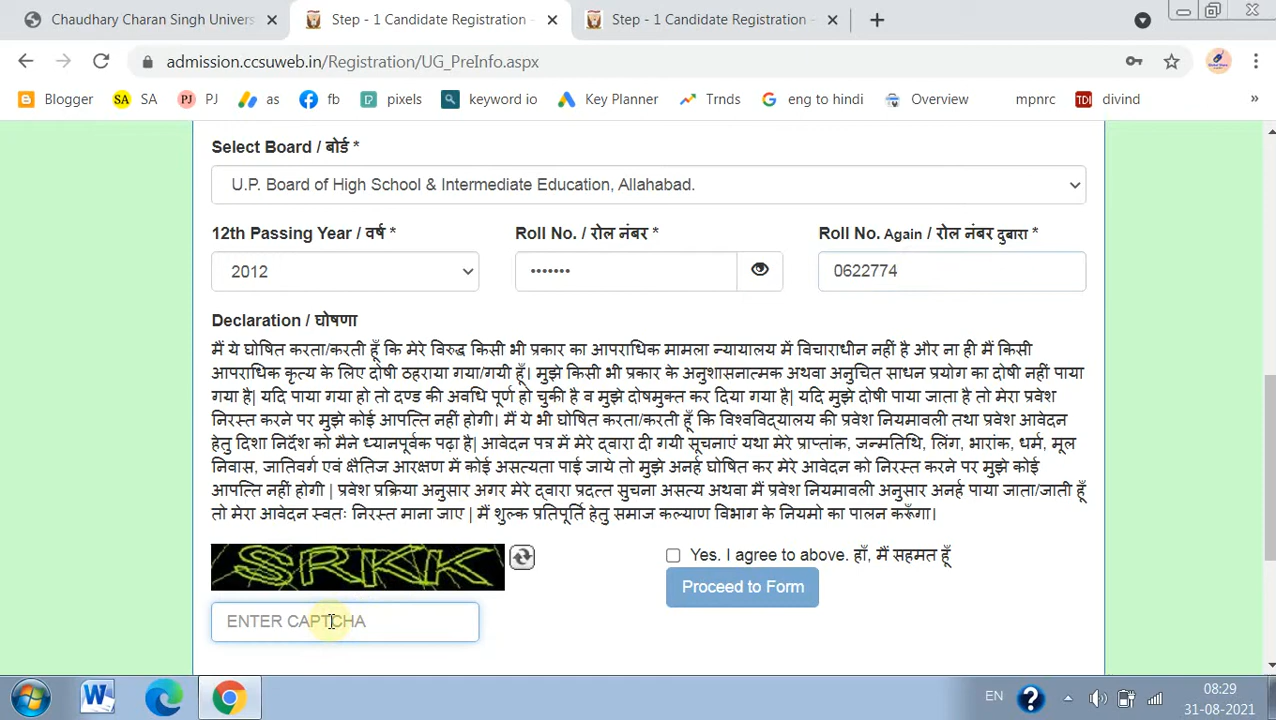 Chaudhary Charan Singh Univers
Step - 1 Candidate Registration
Step - 1 Candidate Registration
admission.ccsuweb.in/Registration/UG_PreInfo.aspx
Blogger SA SA PJ PJ as fb pixels keyword io Key Planner Trnds eng to hindi Overview mpnrc TDI divind »
Select Board / बोर्ड *
U.P. Board of High School & Intermediate Education, Allahabad.
12th Passing Year / वर्ष * Roll No. / रोल नंबर * Roll No. Again / रोल नंबर दुबारा *
2012 ••••••• 0622774
Declaration / घोषणा
मैं ये घोषित करता/करती हूँ कि मेरे विरुद्ध किसी भी प्रकार का आपराधिक मामला न्यायालय में विचाराधीन नहीं है और ना ही मैं किसी
आपराधिक कृत्य के लिए दोषी ठहराया गया/गयी हूँ। मुझे किसी भी प्रकार के अनुशासनात्मक अथवा अनुचित साधन प्रयोग का दोषी नहीं पाया
गया है| यदि पाया गया हो तो दण्ड की अवधि पूर्ण हो चुकी है व मुझे दोषमुक्त कर दिया गया है| यदि मुझे दोषी पाया जाता है तो मेरा प्रवेश
निरस्त करने पर मुझे कोई आपत्ति नहीं होगी। मैं ये भी घोषित करता/करती हूँ कि विश्वविद्यालय की प्रवेश नियमावली तथा प्रवेश आवेदन
हेतु दिशा निर्देश को मैने ध्यानपूर्वक पढ़ा है| आवेदन पत्र में मेरे द्वारा दी गयी सूचनाएं यथा मेरे प्राप्तांक, जन्मतिथि, लिंग, भारांक, धर्म, मूल
निवास, जातिवर्ग एवं क्षैतिज आरक्षण में कोई असत्यता पाई जाये तो मुझे अनर्ह घोषित कर मेरे आवेदन को निरस्त करने पर मुझे कोई
आपत्ति नहीं होगी | प्रवेश प्रक्रिया अनुसार अगर मेरे द्वारा प्रदत्त सुचना असत्य अथवा मैं प्रवेश नियमावली अनुसार अनर्ह पाया जाता/जाती हूँ
तो मेरा आवेदन स्वतः निरस्त माना जाए | मैं शुल्क प्रतिपूर्ति हेतु समाज कल्याण विभाग के नियमो का पालन करूँगा।
SRKK
Yes. I agree to above. हाँ, मैं सहमत हूँ
Proceed to Form
ENTER CAPTCHA
EN 08:29
31-08-2021